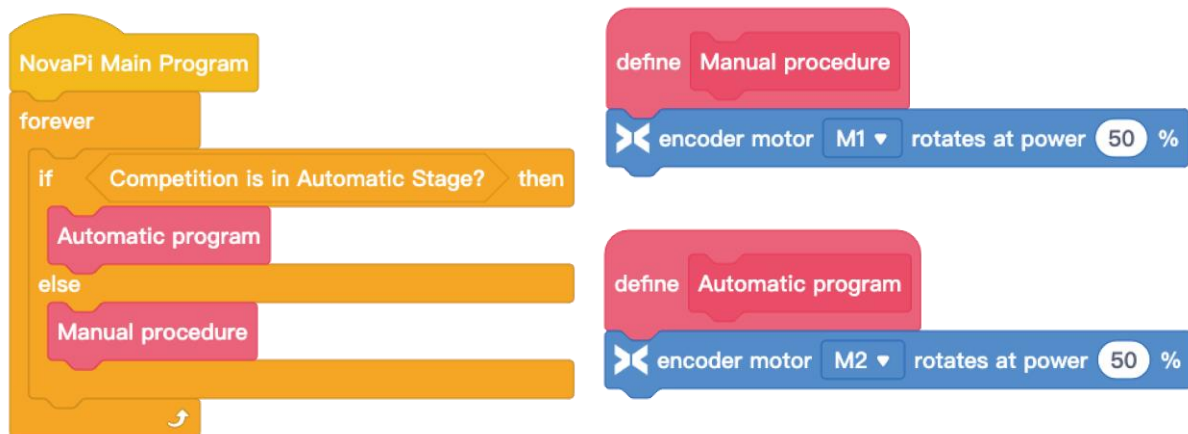 NovaPi Main Program
forever
if Competition is in Automatic Stage? then
Automatic program
else
Manual procedure
define Manual procedure
encoder motor M1 rotates at power 50 %
define Automatic program
encoder motor M2 rotates at power 50 %